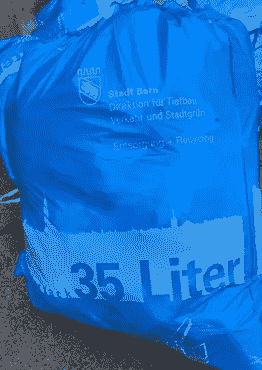 Stadt Bern
Direktion für Tiefbau
Verkehr und Stadtgrün
Entsorgung + Recycling
35 Liter